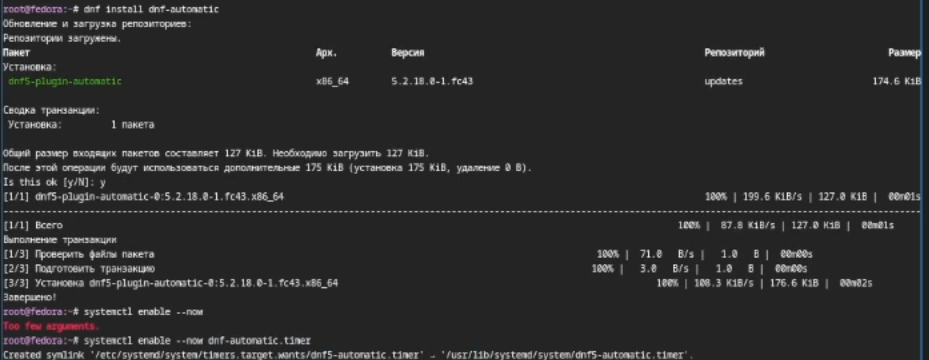 root@fedora:~# dnf install dnf-automatic
Обновление и загрузка репозиториев:
Репозитории загружены.
Пакет Арх. Версия Репозиторий Размер
Установка:
dnf5-plugin-automatic x86_64 5.2.18.0-1.fc43 updates 174.6 KiB
Сводка транзакции:
Установка: 1 пакета
Общий размер входящих пакетов составляет 127 KiB. Необходимо загрузить 127 KiB.
После этой операции будут использоваться дополнительные 175 KiB (установка 175 KiB, удаление 0 B).
Is this ok [y/N]: y
[1/1] dnf5-plugin-automatic-0:5.2.18.0-1.fc43.x86_64 100% | 199.6 KiB/s | 127.0 KiB | 00m01s
[1/1] Всего 100% | 87.8 KiB/s | 127.0 KiB | 00m01s
Выполнение транзакции
[1/3] Проверить файлы пакета 100% | 71.0 B/s | 1.0 B | 00m00s
[2/3] Подготовить транзакцию 100% | 3.0 B/s | 1.0 B | 00m00s
[3/3] Установка dnf5-plugin-automatic-0:5.2.18.0-1.fc43.x86_64 100% | 108.3 KiB/s | 176.6 KiB | 00m02s
Завершено!
root@fedora:~# systemctl enable --now
Too few arguments.
root@fedora:~# systemctl enable --now dnf-automatic.timer
Created symlink '/etc/systemd/system/timers.target.wants/dnf5-automatic.timer' → '/usr/lib/systemd/system/dnf5-automatic.timer'.